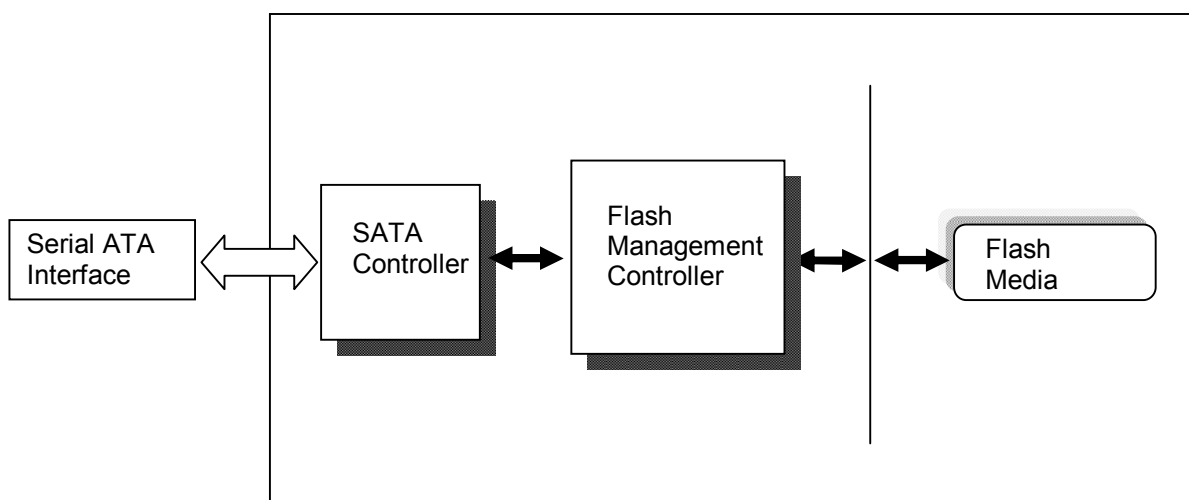 Serial ATA
Interface
SATA
Controller
Flash
Management
Controller
Flash
Media